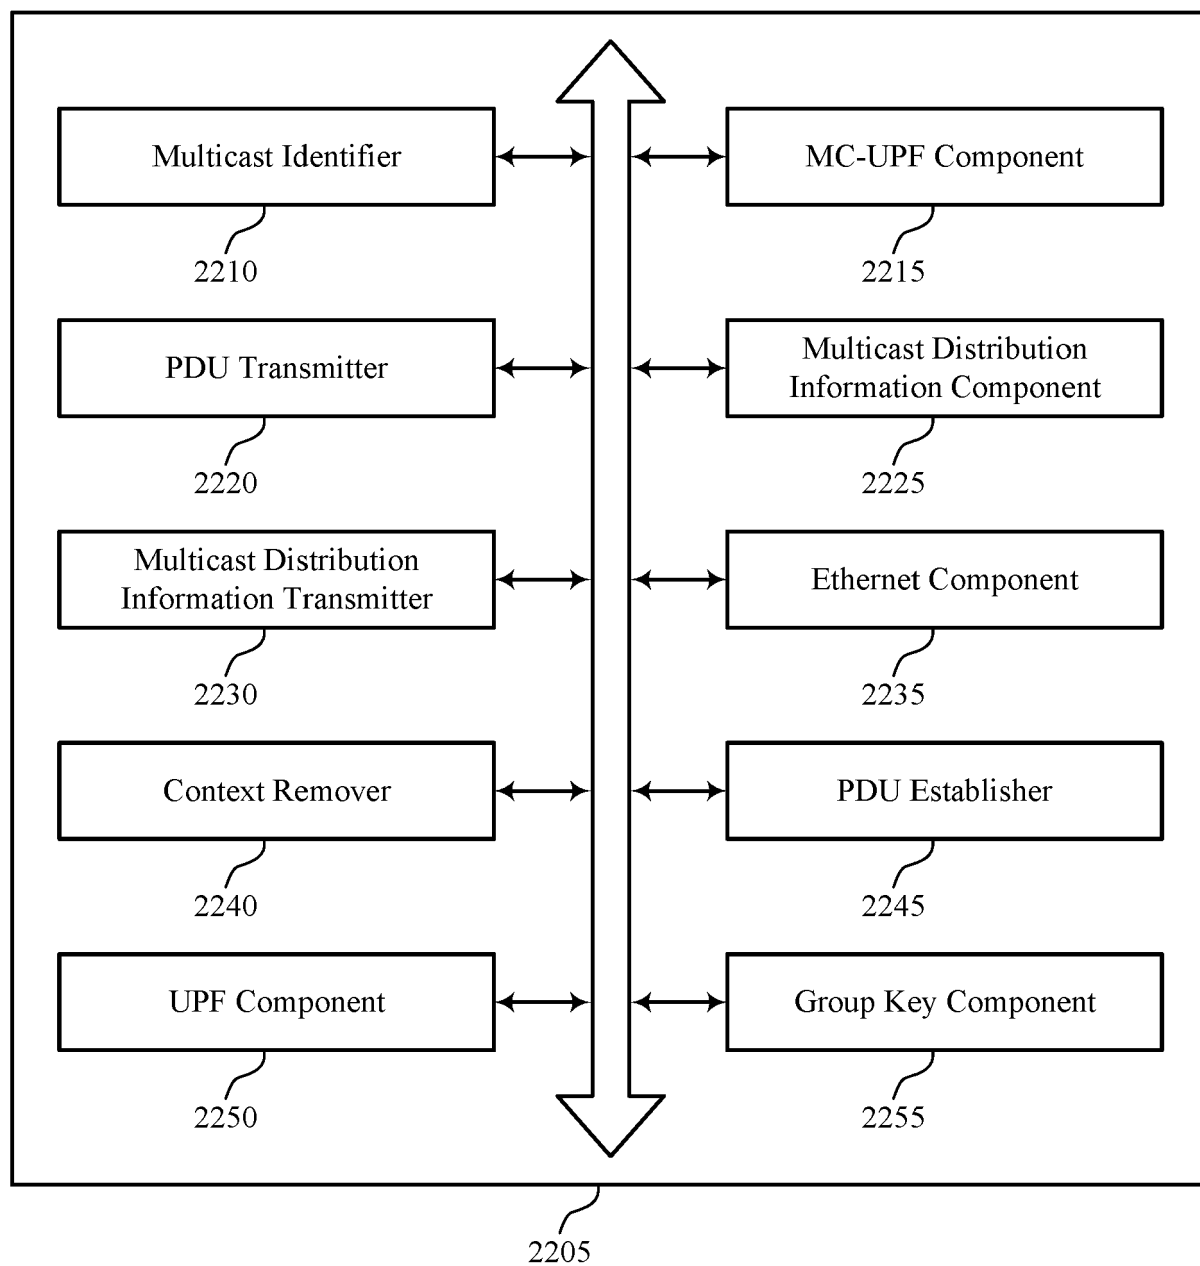 Multicast Identifier
2210
MC-UPF Component
2215
PDU Transmitter
2220
Multicast Distribution
Information Component
2225
Multicast Distribution
Information Transmitter
2230
Ethernet Component
2235
Context Remover
2240
PDU Establisher
2245
UPF Component
2250
Group Key Component
2255
2205